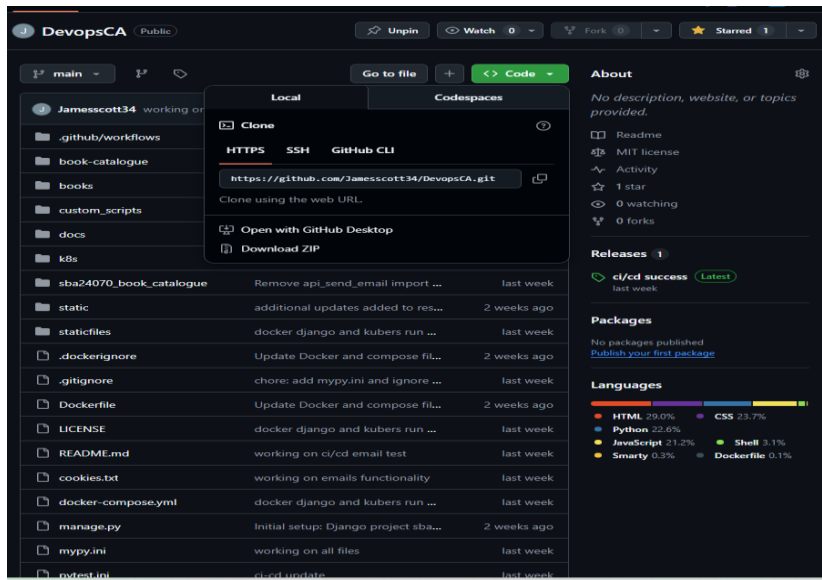 J DevopsCA Public Unpin Watch 0 Fork 0 Starred 1
main Go to file + <> Code
J Jamesscott34 working or
Local Codespaces
Clone
HTTPS SSH GitHub CLI
https://github.com/Jamesscott34/DevopsCA.git
Clone using the web URL.
Open with GitHub Desktop
Download ZIP
.github/workflows
book-catalogue
books
custom_scripts
docs
k8s
sba24070_book_catalogue Remove api_send_email import ... last week
static additional updates added to res... 2 weeks ago
staticfiles docker django and kubers run ... last week
.dockerignore Update Docker and compose fil... 2 weeks ago
.gitignore chore: add mypy.ini and ignore ... last week
Dockerfile Update Docker and compose fil... 2 weeks ago
LICENSE docker django and kubers run ... last week
README.md working on ci/cd email test last week
cookies.txt working on emails functionality last week
docker-compose.yml docker django and kubers run ... last week
manage.py Initial setup: Django project sba... 2 weeks ago
mypy.ini working on all files last week
pytest.ini ci-cd update last week
About
No description, website, or topics
provided.
Readme
MIT license
Activity
1 star
0 watching
0 forks
Releases 1
ci/cd success Latest
last week
Packages
No packages published
Publish your first package
Languages
HTML 29.0% CSS 23.7%
Python 22.6%
JavaScript 21.2% Shell 3.1%
Smarty 0.3% Dockerfile 0.1%